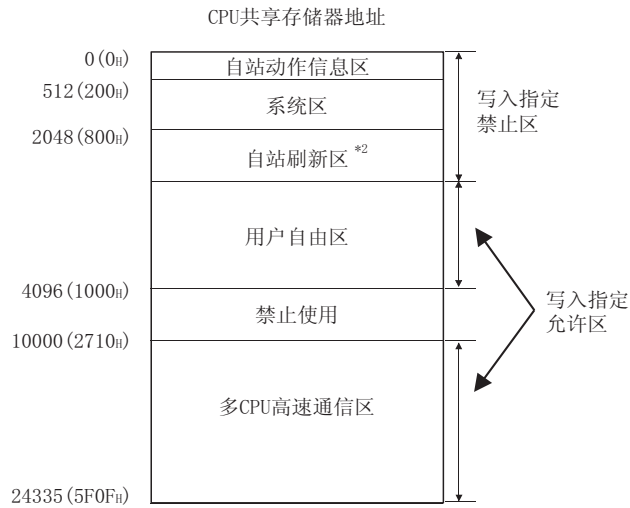 CPU共享存储器地址
0(0H)
自站动作信息区
512(200H)
系统区
写入指定
禁止区
2048(800H)
自站刷新区 *2
用户自由区
4096(1000H)
禁止使用
写入指定
允许区
10000(2710H)
多CPU高速通信区
24335(5F0FH)